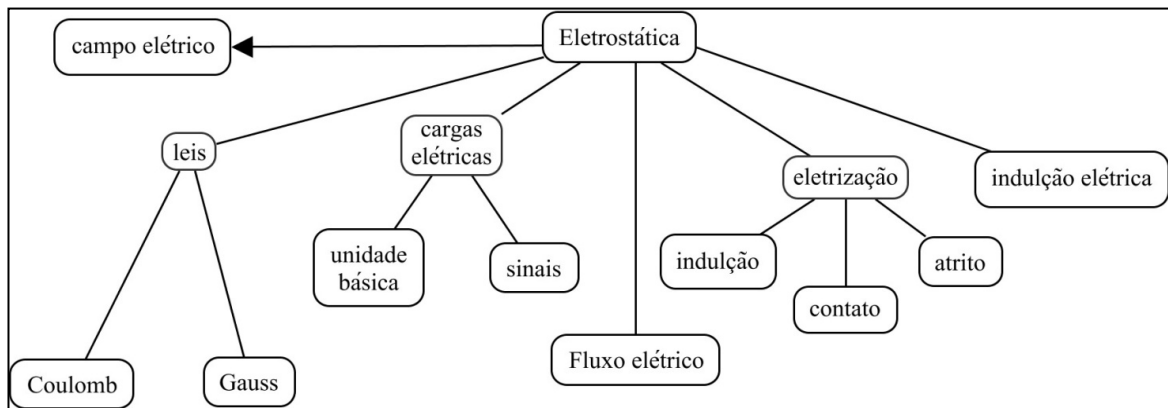 Eletrostática
campo elétrico
leis
cargas
elétricas
eletrização
indulção elétrica
unidade
básica
sinais
indulção
contato
atrito
Coulomb
Gauss
Fluxo elétrico